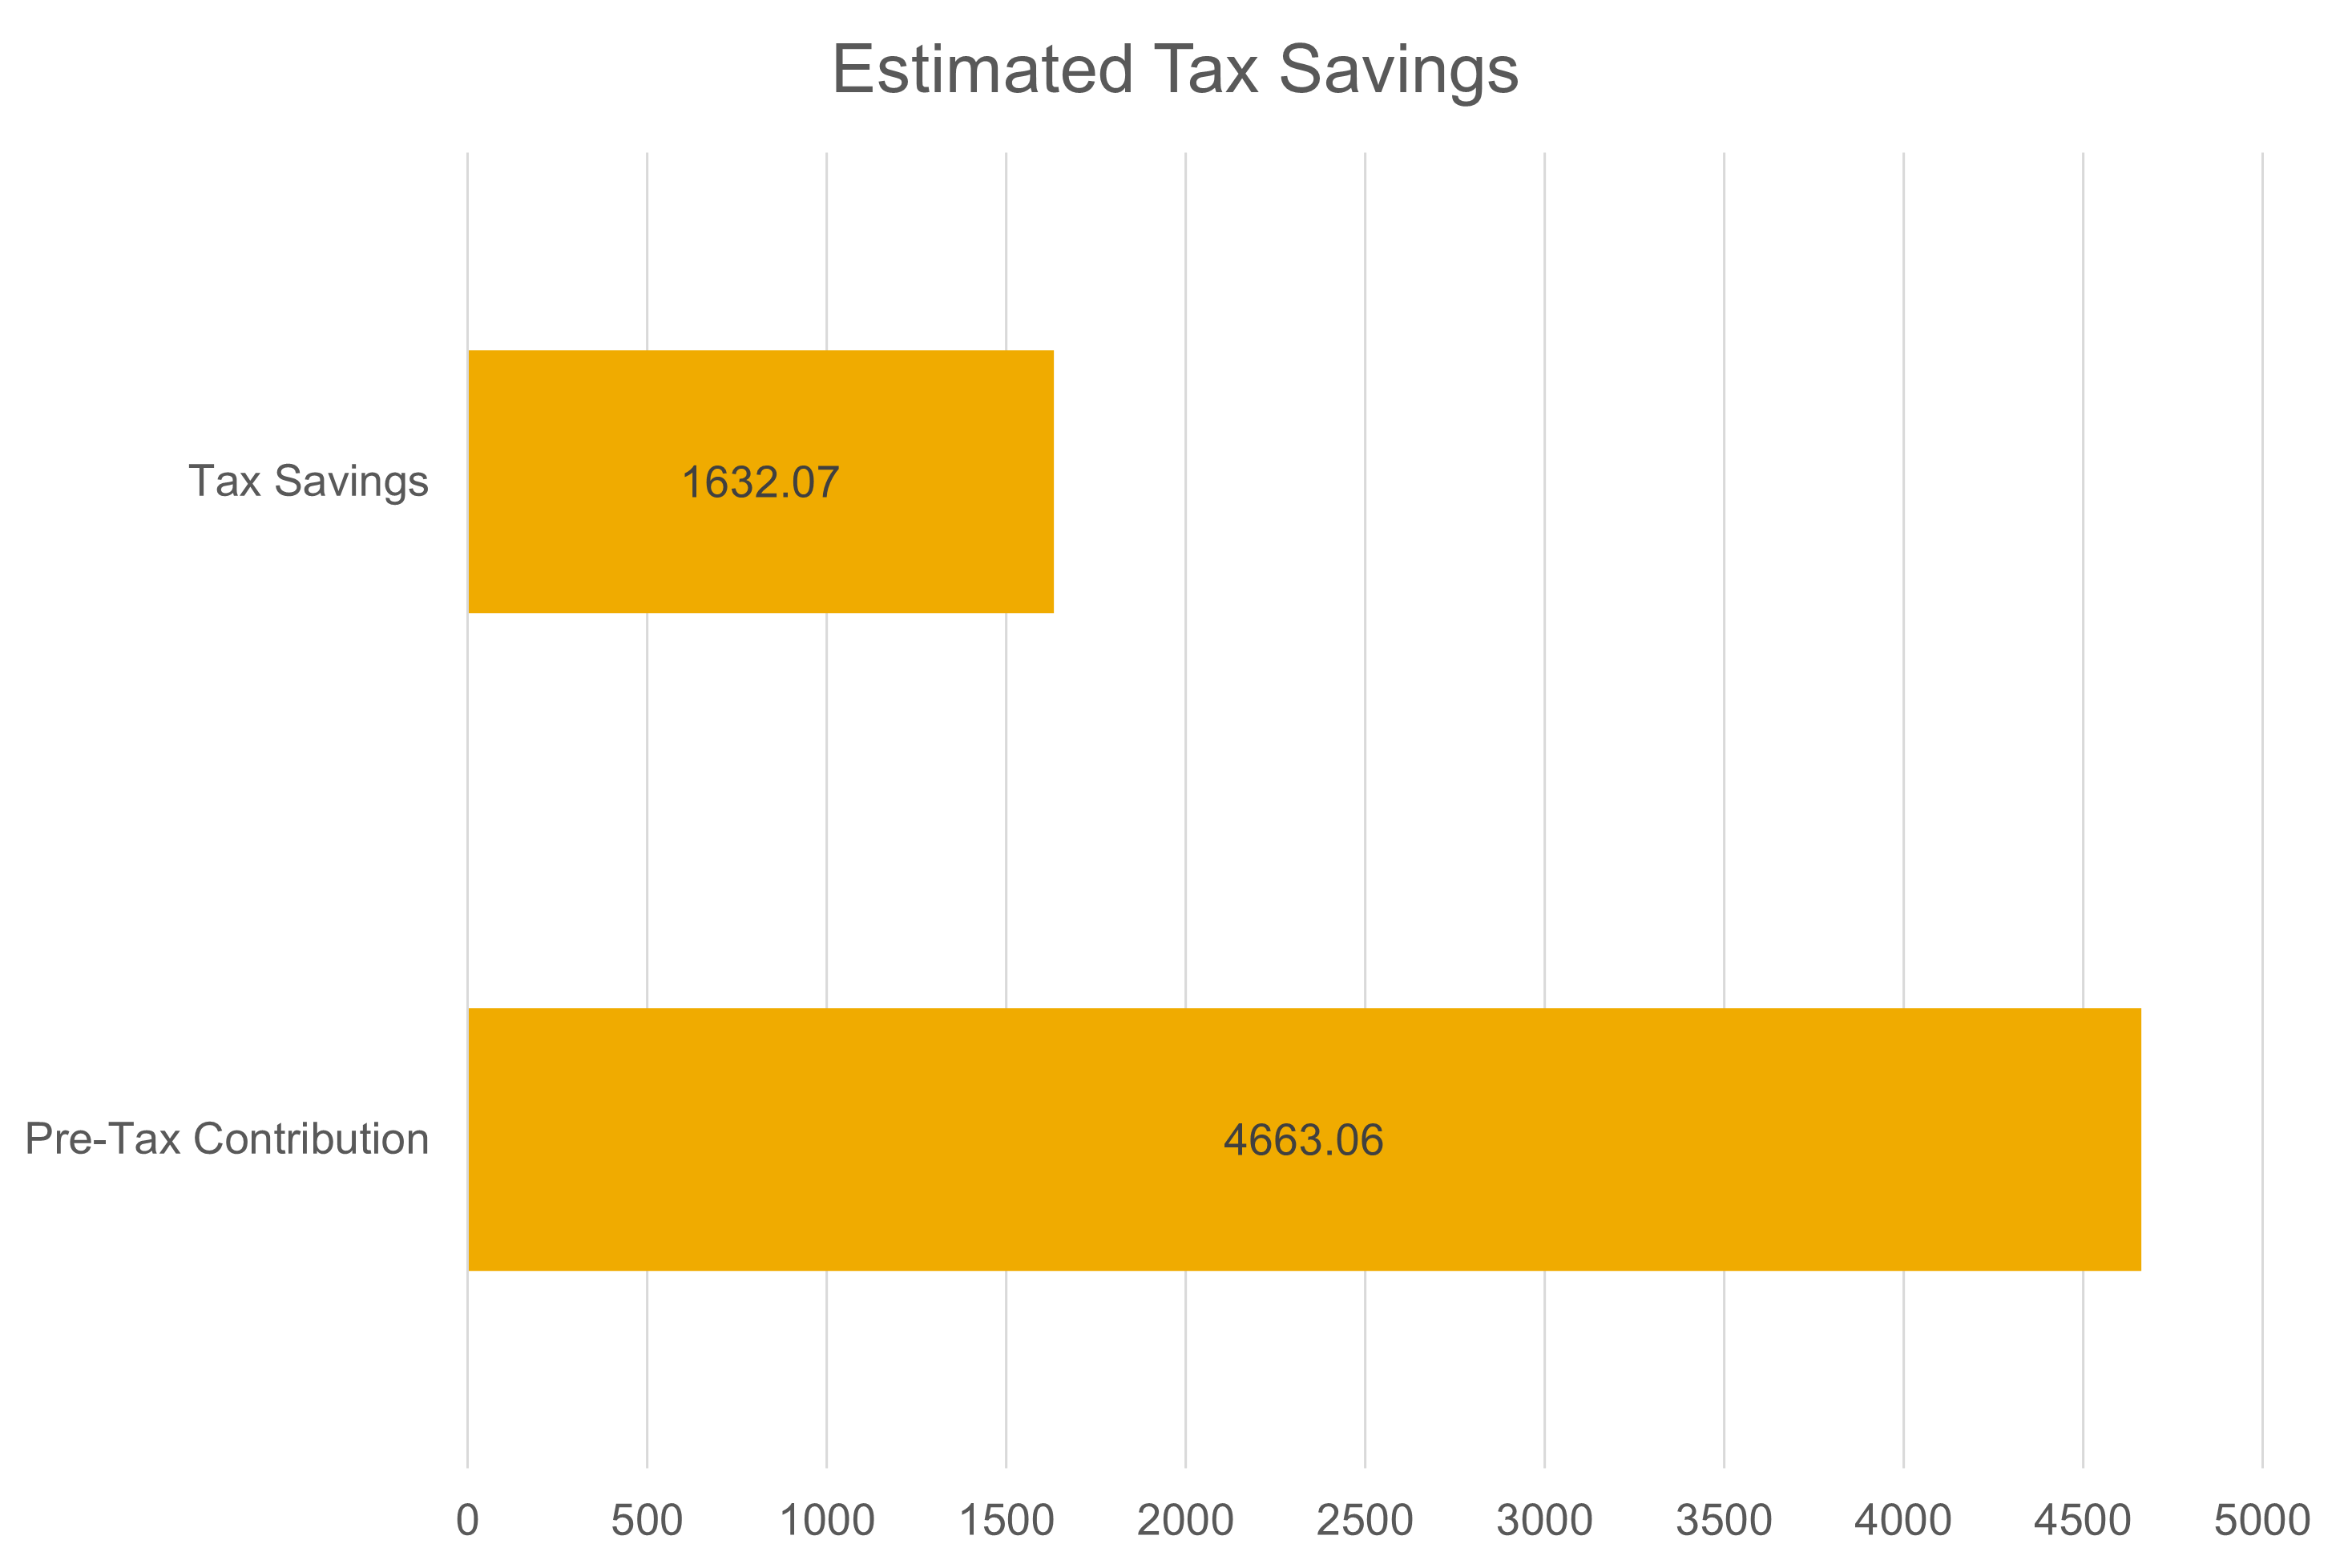 Estimated Tax Savings
Tax Savings
1632.07
Pre-Tax Contribution
4663.06
0 500 1000 1500 2000 2500 3000 3500 4000 4500 5000